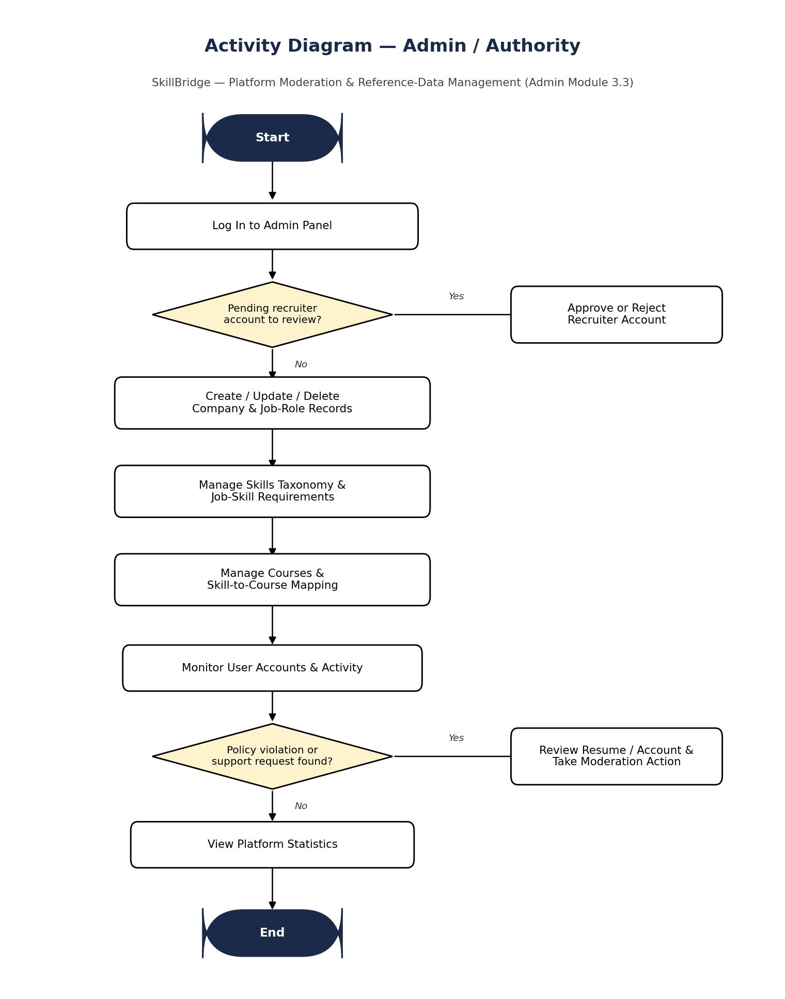 Activity Diagram — Admin / Authority
SkillBridge — Platform Moderation & Reference-Data Management (Admin Module 3.3)
Start
Log In to Admin Panel
Pending recruiter
account to review?
Yes
Approve or Reject
Recruiter Account
No
Create / Update / Delete
Company & Job-Role Records
Manage Skills Taxonomy &
Job-Skill Requirements
Manage Courses &
Skill-to-Course Mapping
Monitor User Accounts & Activity
Policy violation or
support request found?
Yes
Review Resume / Account &
Take Moderation Action
No
View Platform Statistics
End